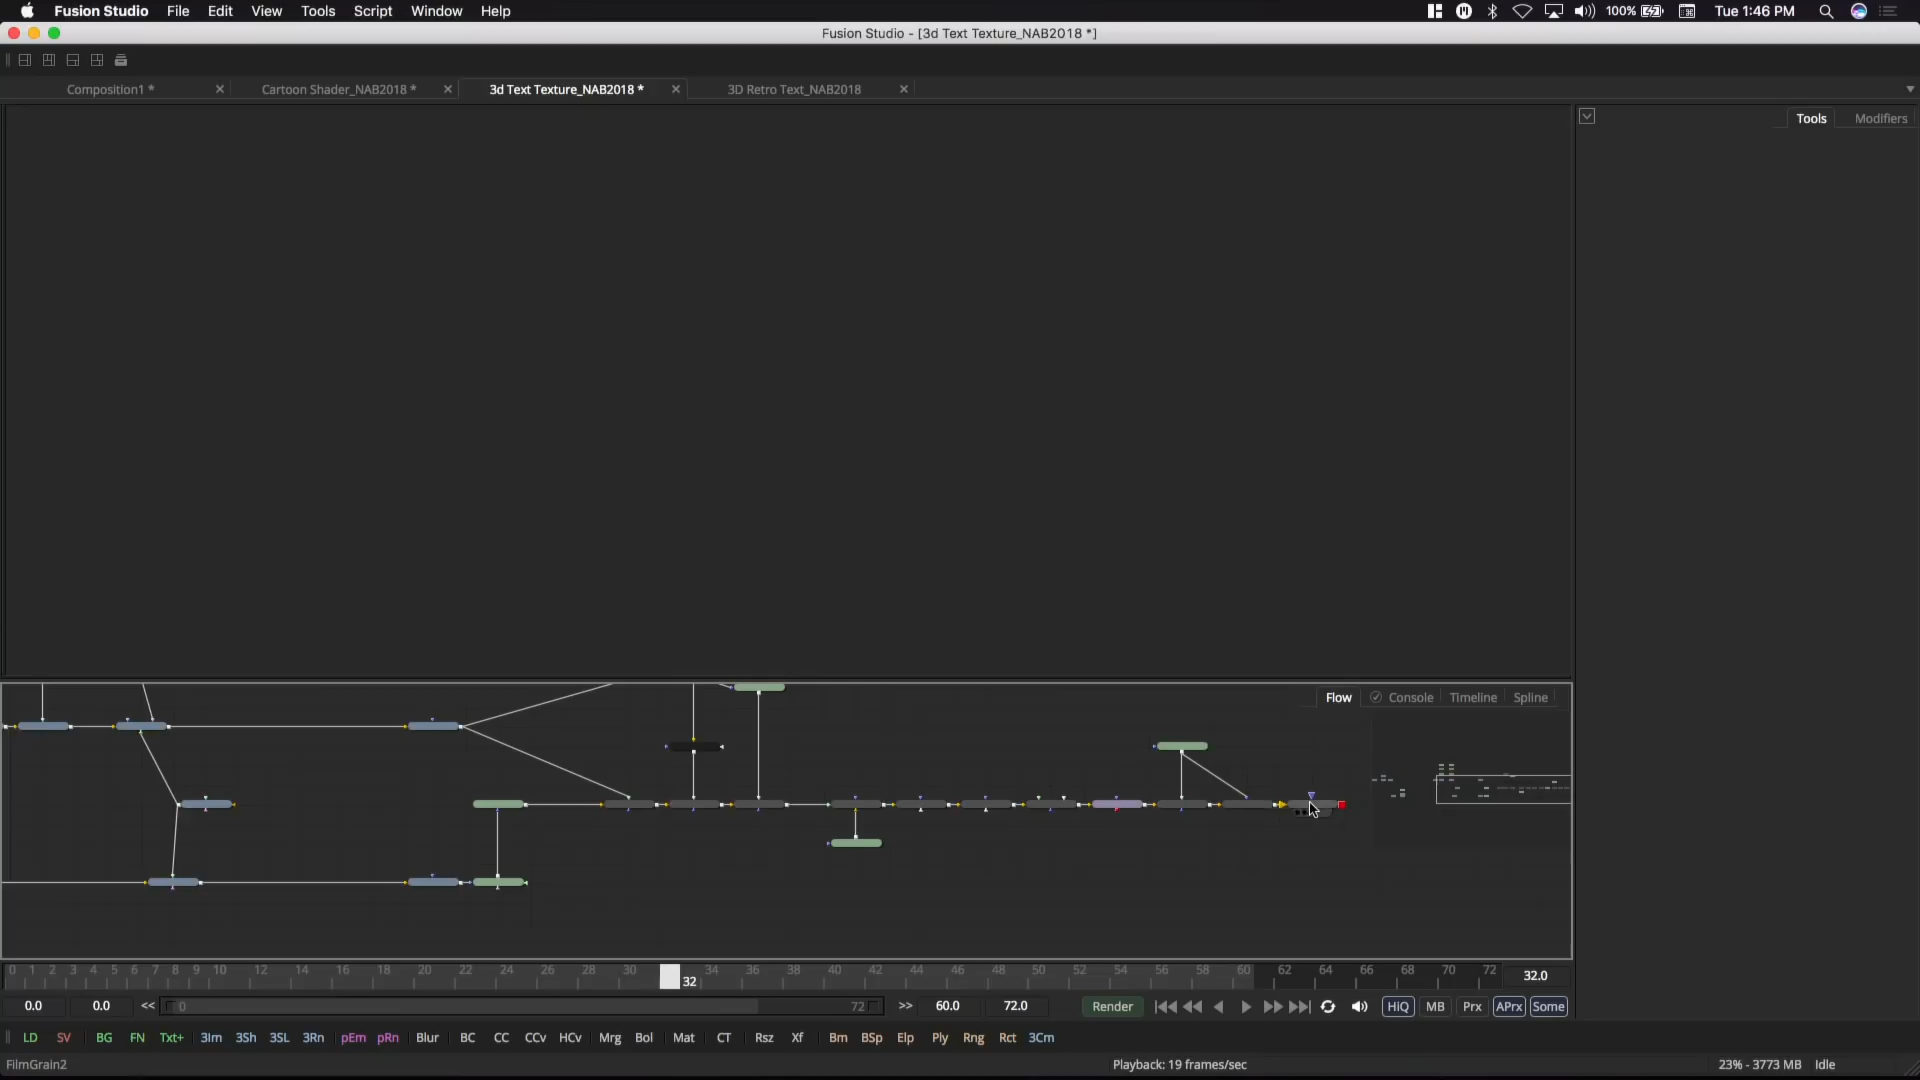 Fusion Studio File Edit View Tools Script Window Help 100% Tue 1:46 PM
Fusion Studio - [3d Text Texture_NAB2018 *]
Composition1 * Cartoon Shader_NAB2018 * 3d Text Texture_NAB2018 * 3D Retro Text_NAB2018
Tools Modifiers
Flow Console Timeline Spline
0 1 2 3 4 5 6 7 8 9 10 12 14 16 18 20 22 24 26 28 30 32 34 36 38 40 42 44 46 48 50 52 54 56 58 60 62 64 66 68 70 72 32.0
0.0 0.0 << 0 72 >> 60.0 72.0 Render HiQ MB Prx APrx Some
LD SV BG FN Txt+ 3Im 3Sh 3SL 3Rn pEm pRn Blur BC CC CCv HCv Mrg Bol Mat CT Rsz Xf Bm BSp Elp Ply Rng Rct 3Cm
FilmGrain2 Playback: 19 frames/sec 23% - 3773 MB Idle